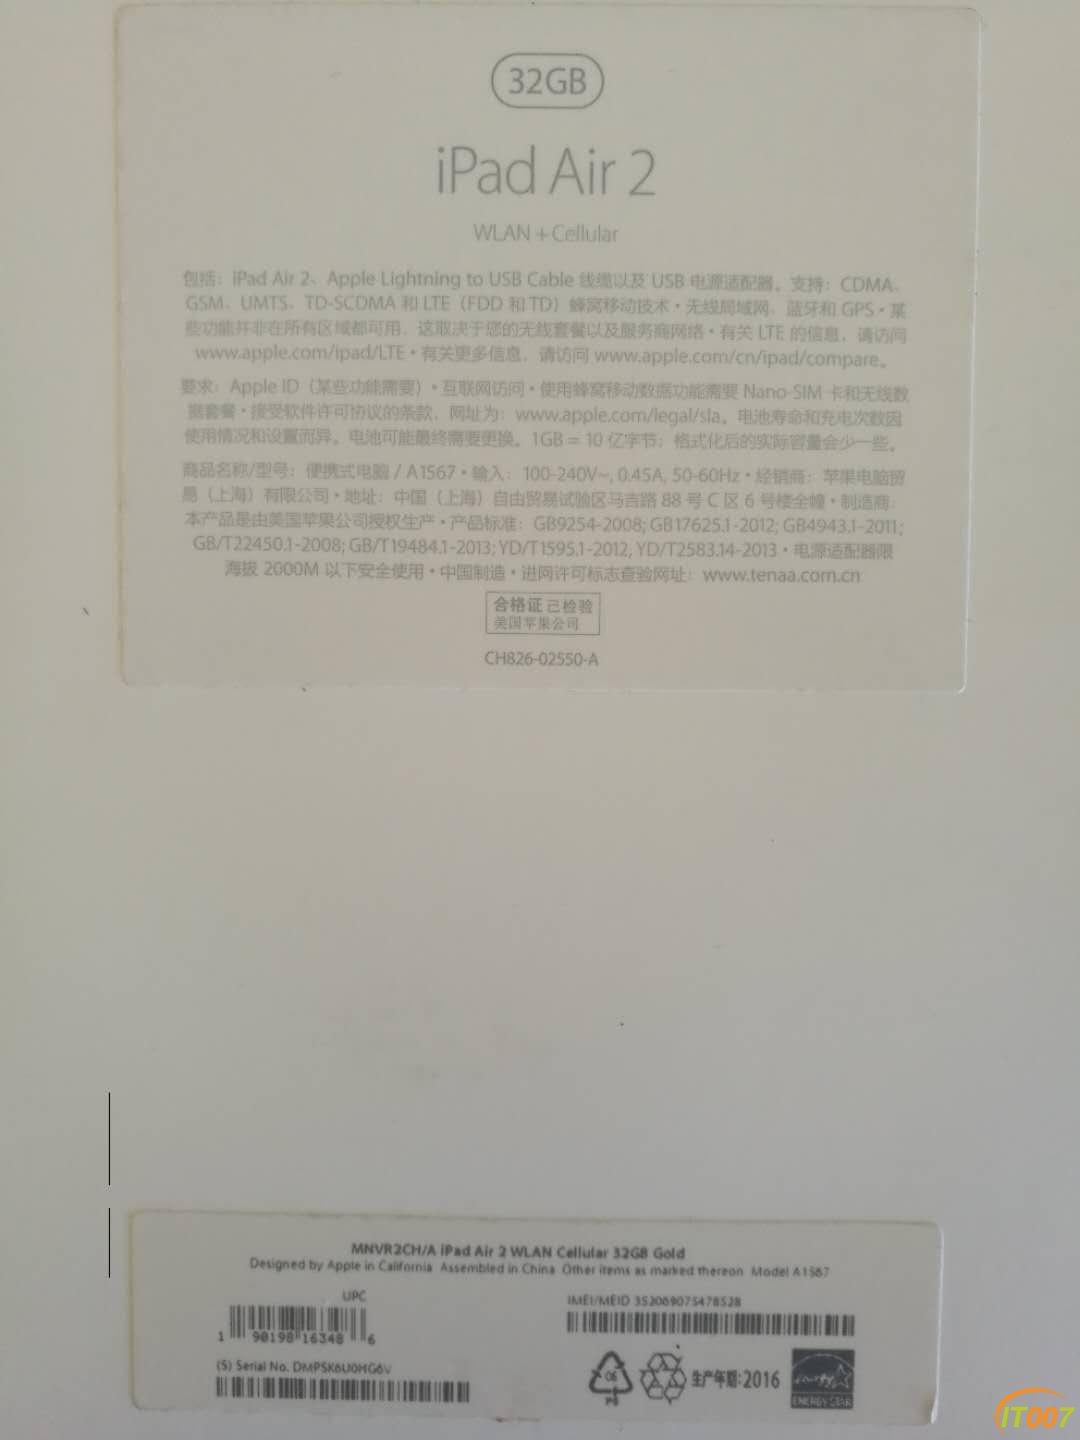 32GB
iPad Air 2
WLAN + Cellular
包括：iPad Air 2、Apple Lightning to USB Cable 线缆以及 USB 电源适配器。支持：CDMA、
GSM、UMTS、TD-SCDMA 和 LTE（FDD 和 TD）蜂窝移动技术・无线局域网、蓝牙和 GPS・某
些功能并非在所有区域都可用，这取决于您的无线套餐以及服务商网络・有关 LTE 的信息，请访问
www.apple.com/ipad/LTE・有关更多信息，请访问 www.apple.com/cn/ipad/compare。
要求：Apple ID（某些功能需要）・互联网访问・使用蜂窝移动数据功能需要 Nano-SIM 卡和无线数
据套餐・接受软件许可协议的条款，网址为：www.apple.com/legal/sla。电池寿命和充电次数因
使用情况和设置而异。电池可能最终需要更换。1GB = 10 亿字节；格式化后的实际容量会少一些。
商品名称/型号：便携式电脑 / A1567・输入：100-240V~, 0.45A, 50-60Hz・经销商：苹果电脑贸
易（上海）有限公司・地址：中国（上海）自由贸易试验区马吉路 88 号 C 区 6 号楼全幢・制造商：
本产品是由美国苹果公司授权生产・产品标准：GB9254-2008; GB17625.1-2012; GB4943.1-2011;
GB/T22450.1-2008; GB/T19484.1-2013; YD/T1595.1-2012, YD/T2583.14-2013・电源适配器限
海拔 2000M 以下安全使用・中国制造・进网许可标志查验网址：www.tenaa.com.cn
合格证 已检验
美国苹果公司
CH826-02550-A
MNVR2CH/A iPad Air 2 WLAN Cellular 32GB Gold
Designed by Apple in California Assembled in China Other items as marked thereon Model A1567
UPC
1 90198 16348 6
IMEI/MEID 352069075478528
(S) Serial No. DMPSK6U0HG6V
06
PB
生产年期:2016
energy
ENERGY STAR
IT007